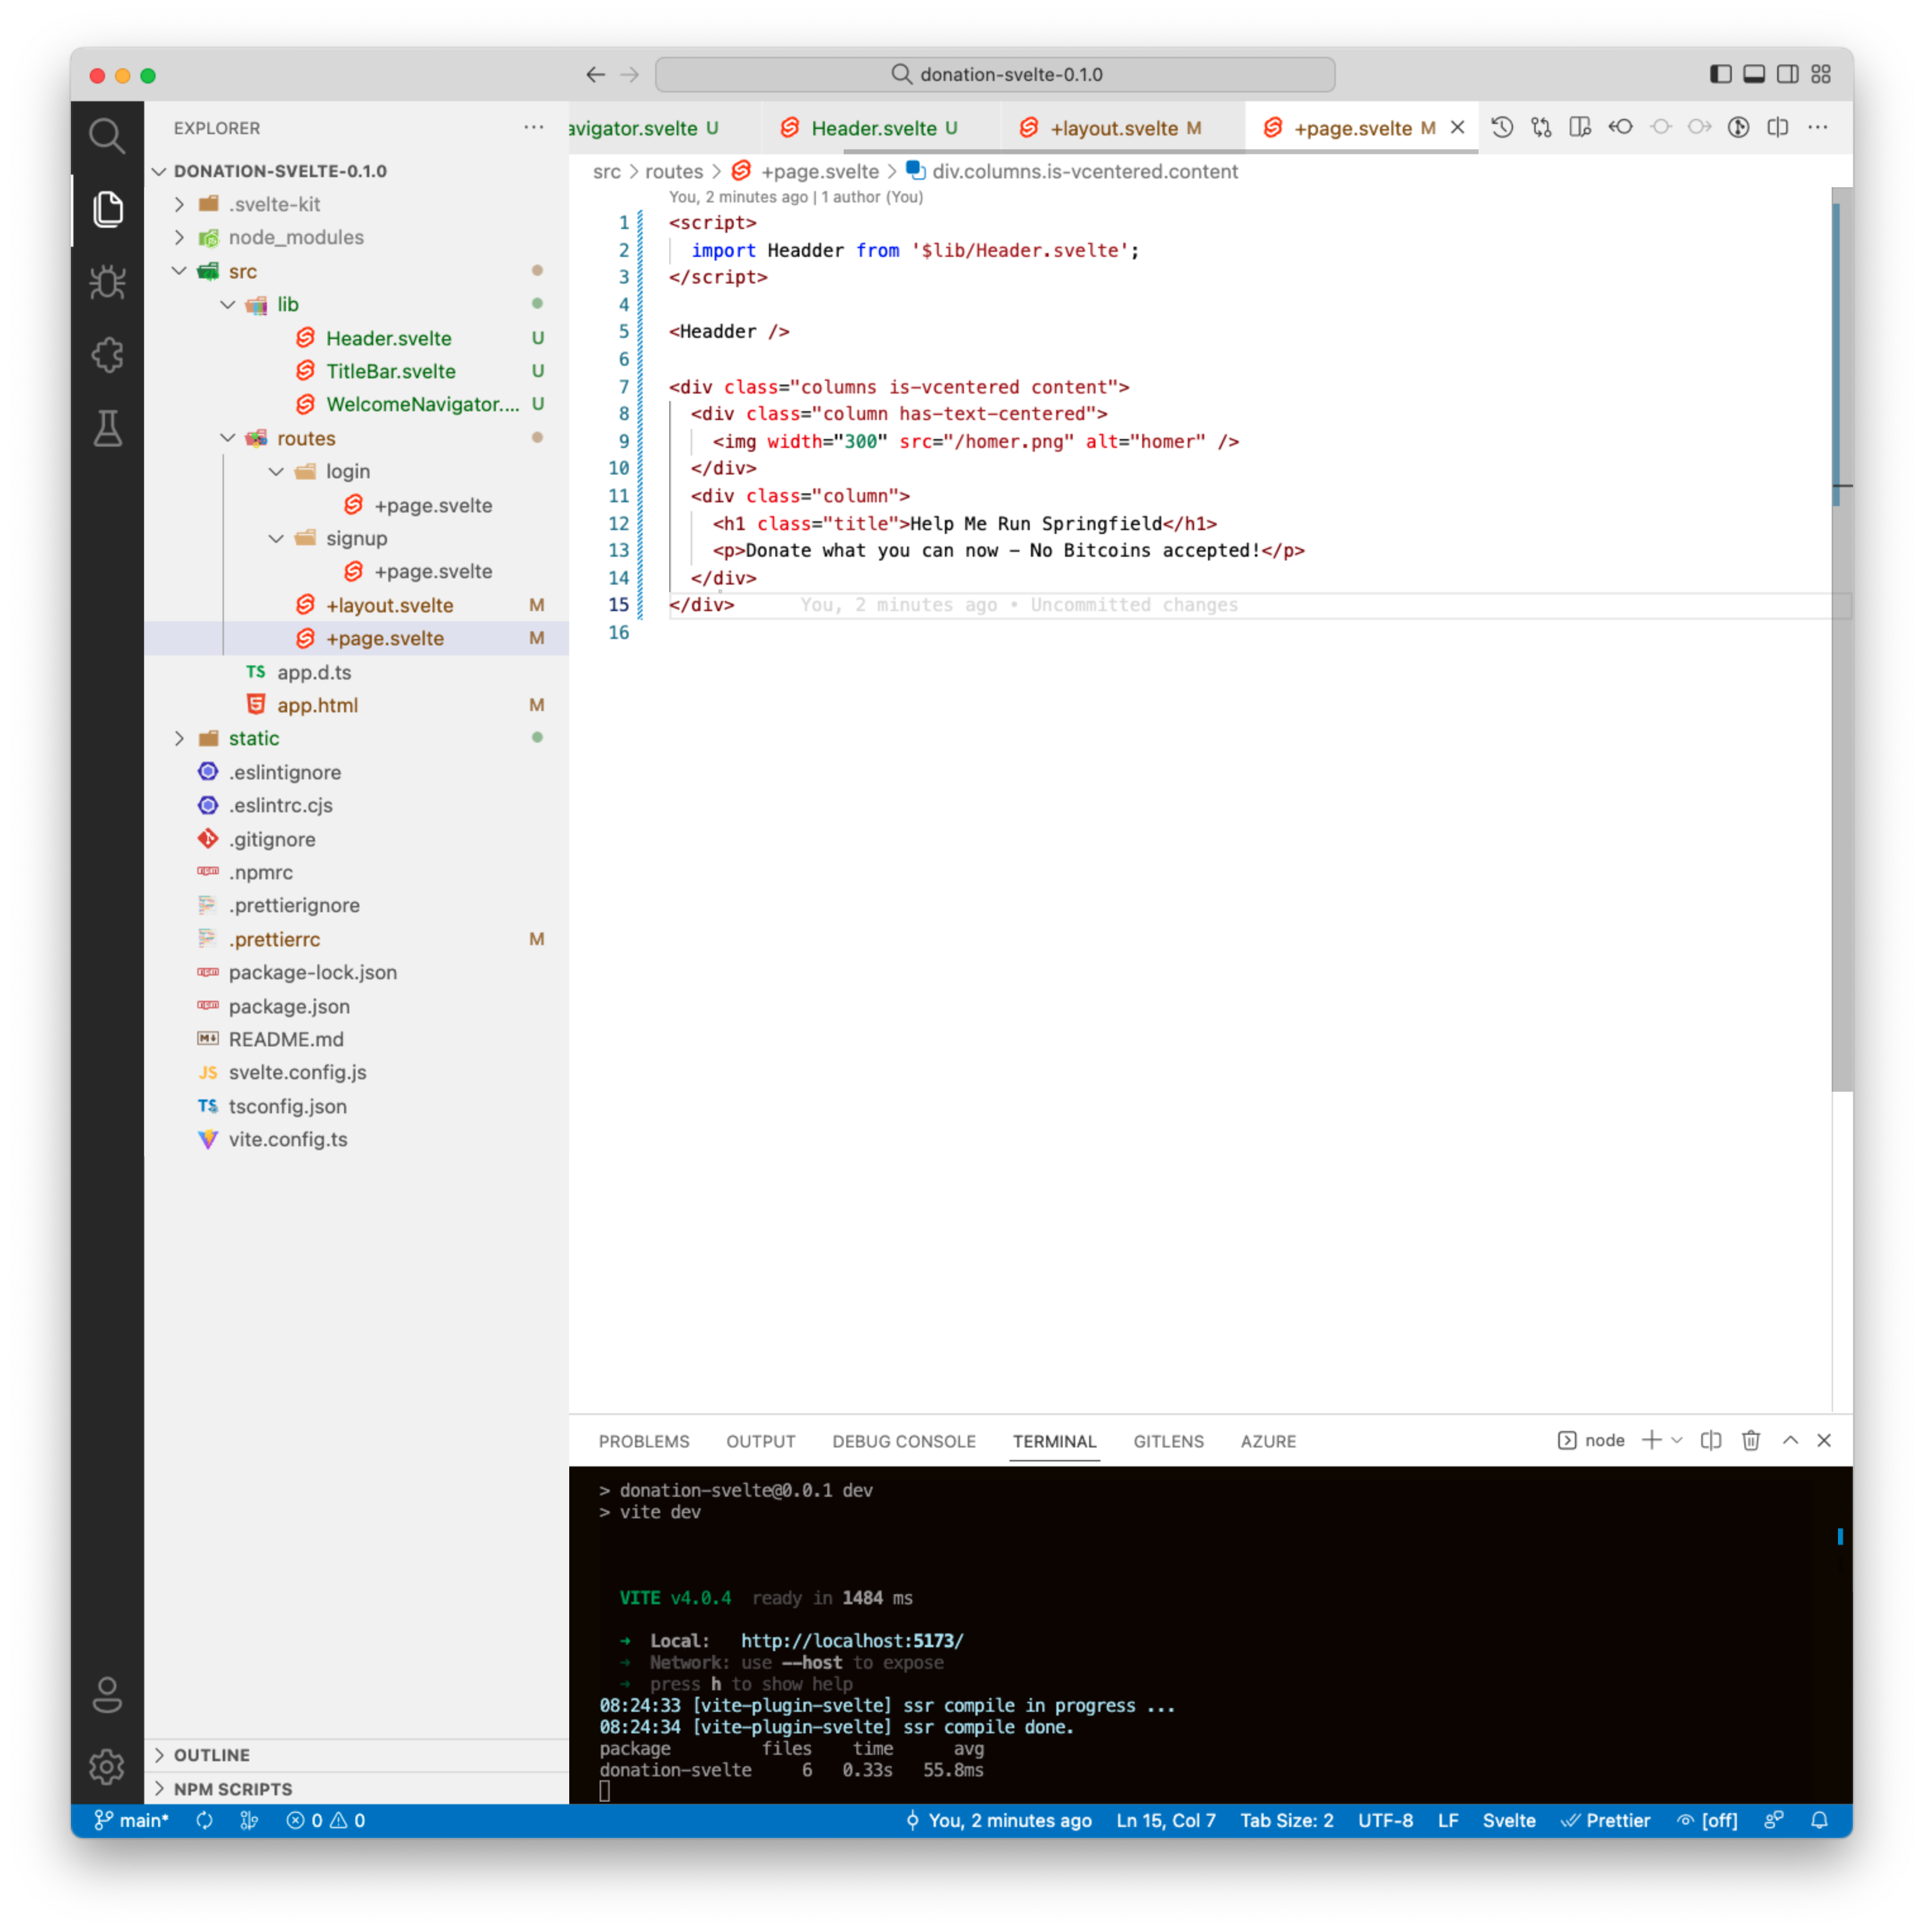 donation-svelte-0.1.0
EXPLORER
DONATION-SVELTE-0.1.0
.svelte-kit
node_modules
src
lib
Header.svelte U
TitleBar.svelte U
WelcomeNavigator.... U
routes
login
+page.svelte
signup
+page.svelte
+layout.svelte M
+page.svelte M
TS app.d.ts
app.html M
static
.eslintignore
.eslintrc.cjs
.gitignore
.npmrc
.prettierignore
.prettierrc M
package-lock.json
package.json
README.md
JS svelte.config.js
TS tsconfig.json
vite.config.ts
OUTLINE
NPM SCRIPTS
avigator.svelte U Header.svelte U +layout.svelte M +page.svelte M
src > routes > +page.svelte > div.columns.is-vcentered.content
You, 2 minutes ago | 1 author (You)
1 <script>
2 import Headder from '$lib/Header.svelte';
3 </script>
4
5 <Headder />
6
7 <div class="columns is-vcentered content">
8 <div class="column has-text-centered">
9 <img width="300" src="/homer.png" alt="homer" />
10 </div>
11 <div class="column">
12 <h1 class="title">Help Me Run Springfield</h1>
13 <p>Donate what you can now – No Bitcoins accepted!</p>
14 </div>
15 </div> You, 2 minutes ago • Uncommitted changes
16
PROBLEMS OUTPUT DEBUG CONSOLE TERMINAL GITLENS AZURE node
> donation-svelte@0.0.1 dev
> vite dev
VITE v4.0.4 ready in 1484 ms
➜ Local: http://localhost:5173/
➜ Network: use --host to expose
➜ press h to show help
08:24:33 [vite-plugin-svelte] ssr compile in progress ...
08:24:34 [vite-plugin-svelte] ssr compile done.
package files time avg
donation-svelte 6 0.33s 55.8ms
main* 0 0 You, 2 minutes ago Ln 15, Col 7 Tab Size: 2 UTF-8 LF Svelte Prettier [off]